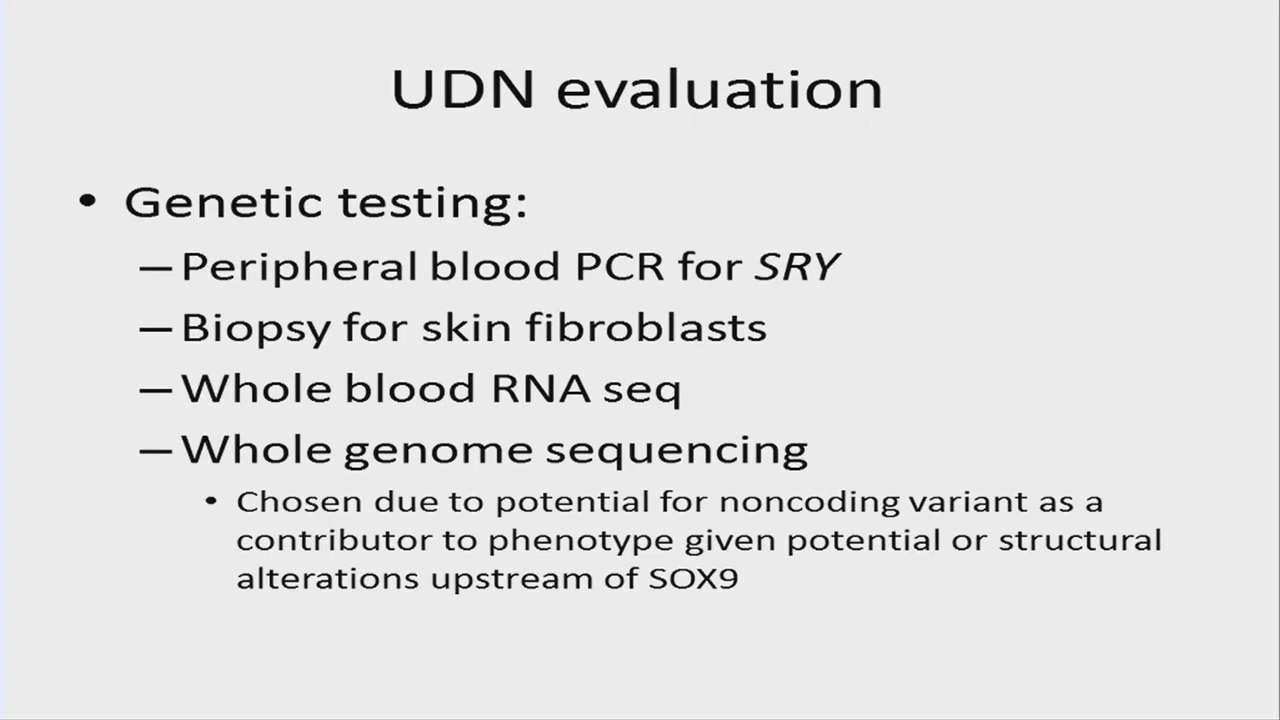 UDN evaluation
• Genetic testing:
– Peripheral blood PCR for SRY
– Biopsy for skin fibroblasts
– Whole blood RNA seq
– Whole genome sequencing
• Chosen due to potential for noncoding variant as a
contributor to phenotype given potential or structural
alterations upstream of SOX9